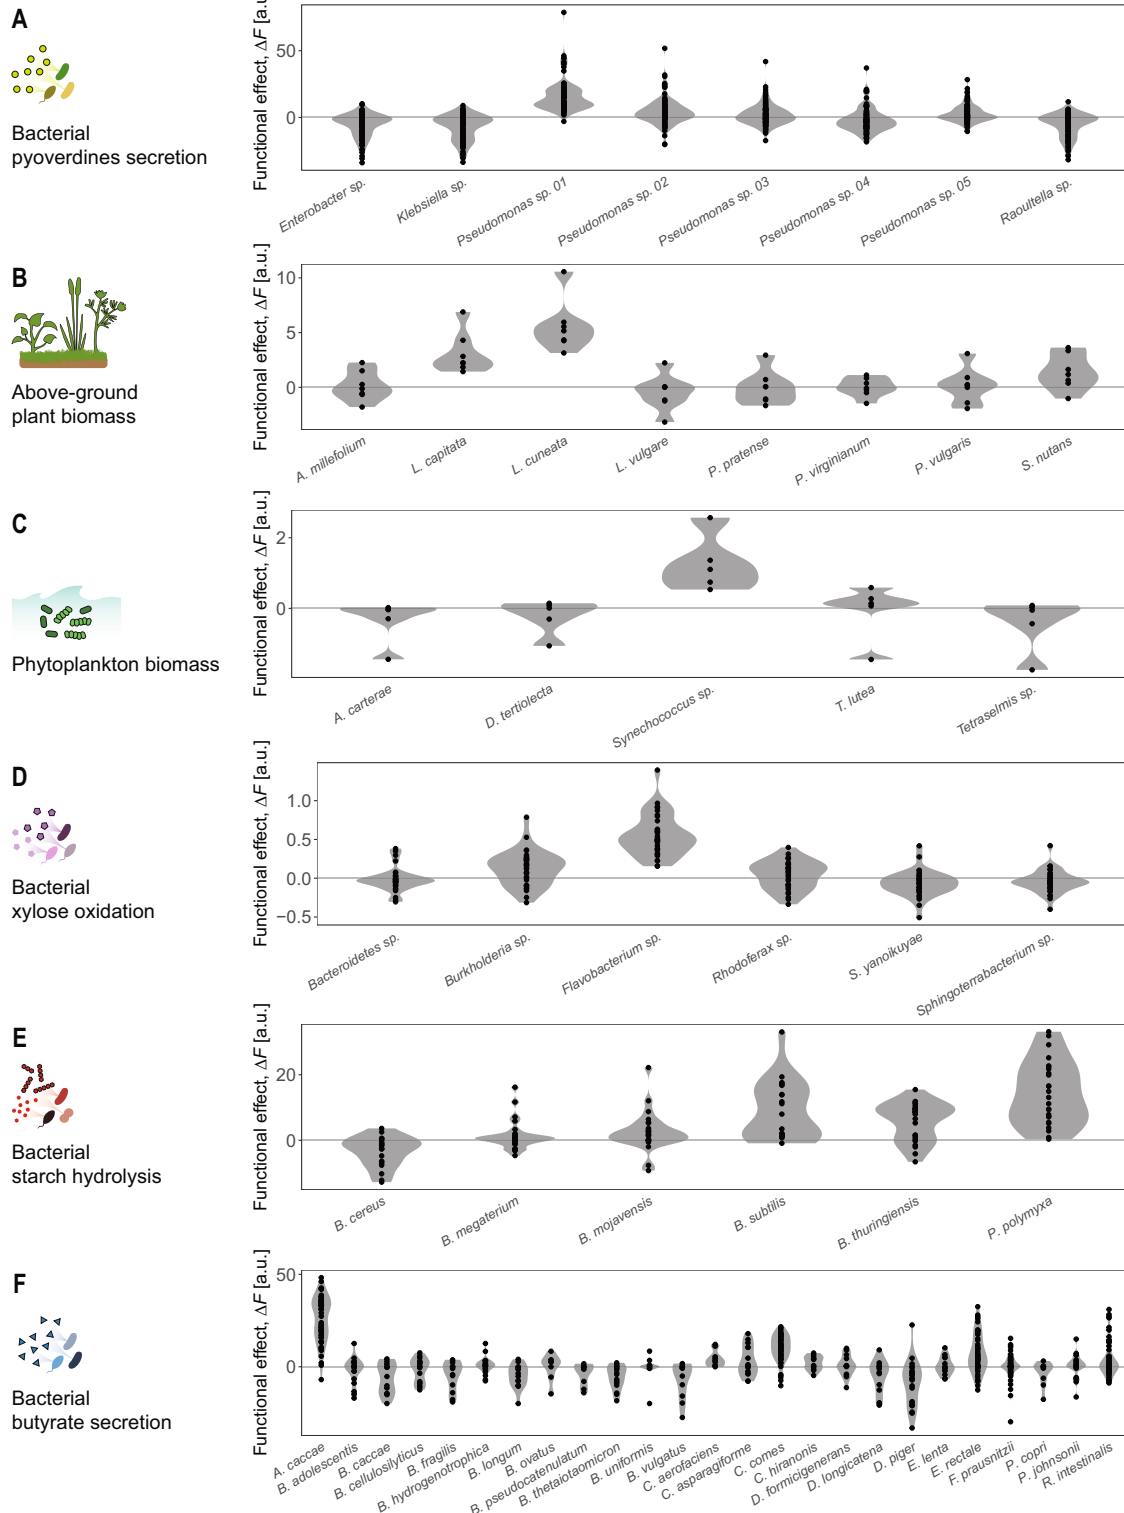 A
Bacterial
pyoverdines secretion
Functional effect, ΔF [a.u.]
50
0
Enterobacter sp.
Klebsiella sp.
Pseudomonas sp. 01
Pseudomonas sp. 02
Pseudomonas sp. 03
Pseudomonas sp. 04
Pseudomonas sp. 05
Raoultella sp.
B
Above-ground
plant biomass
Functional effect, ΔF [a.u.]
10
5
0
A. millefolium
L. capitata
L. cuneata
L. vulgare
P. pratense
P. virginianum
P. vulgaris
S. nutans
C
Phytoplankton biomass
Functional effect, ΔF [a.u.]
2
0
A. carterae
D. tertiolecta
Synechococcus sp.
T. lutea
Tetraselmis sp.
D
Bacterial
xylose oxidation
Functional effect, ΔF [a.u.]
1.0
0.5
0.0
−0.5
Bacteroidetes sp.
Burkholderia sp.
Flavobacterium sp.
Rhodoferax sp.
S. yanoikuyae
Sphingoterrabacterium sp.
E
Bacterial
starch hydrolysis
Functional effect, ΔF [a.u.]
20
0
B. cereus
B. megaterium
B. mojavensis
B. subtilis
B. thuringiensis
P. polymyxa
F
Bacterial
butyrate secretion
Functional effect, ΔF [a.u.]
50
0
A. caccae
B. adolescentis
B. caccae
B. cellulosilyticus
B. fragilis
B. hydrogenotrophica
B. longum
B. ovatus
B. pseudocatenulatum
B. thetaiotaomicron
B. uniformis
B. vulgatus
C. aerofaciens
C. asparagiforme
C. comes
C. hiranonis
D. formicigenerans
D. longicatena
D. piger
E. lenta
E. rectale
F. prausnitzii
P. copri
P. johnsonii
R. intestinalis